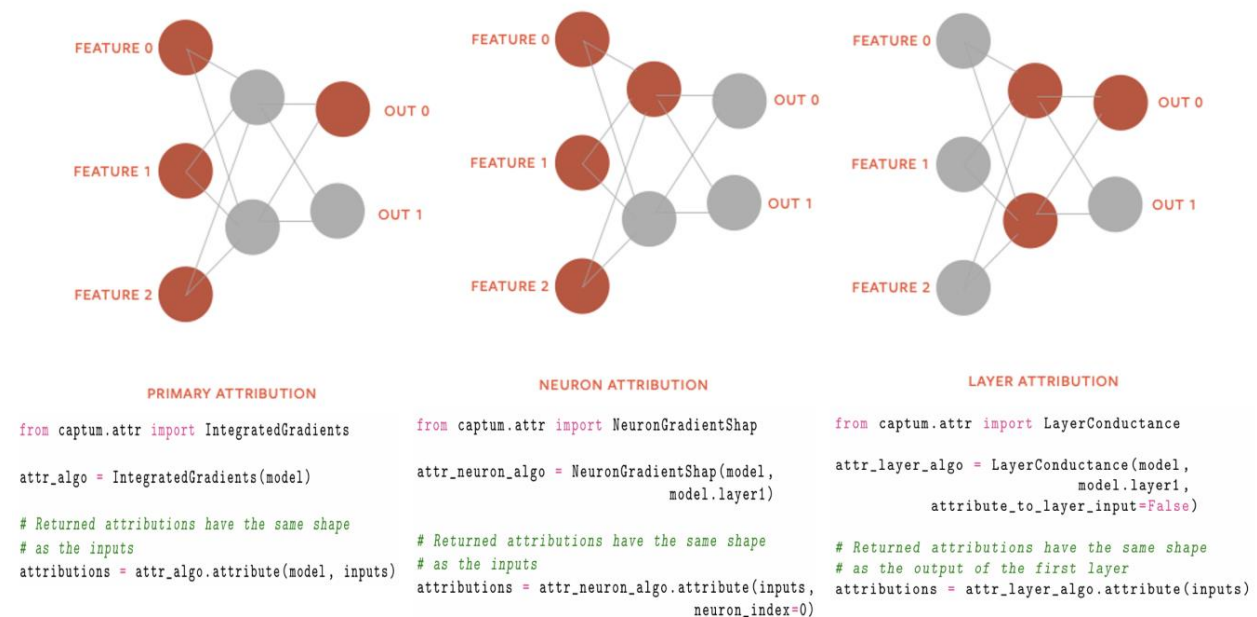 FEATURE 0
FEATURE 1
FEATURE 2
OUT 0
OUT 1
PRIMARY ATTRIBUTION
from captum.attr import IntegratedGradients
attr_algo = IntegratedGradients(model)
# Returned attributions have the same shape
# as the inputs
attributions = attr_algo.attribute(model, inputs)
FEATURE 0
FEATURE 1
FEATURE 2
OUT 0
OUT 1
NEURON ATTRIBUTION
from captum.attr import NeuronGradientShap
attr_neuron_algo = NeuronGradientShap(model,
model.layer1)
# Returned attributions have the same shape
# as the inputs
attributions = attr_neuron_algo.attribute(inputs,
neuron_index=0)
FEATURE 0
FEATURE 1
FEATURE 2
OUT 0
OUT 1
LAYER ATTRIBUTION
from captum.attr import LayerConductance
attr_layer_algo = LayerConductance(model,
model.layer1,
attribute_to_layer_input=False)
# Returned attributions have the same shape
# as the output of the first layer
attributions = attr_layer_algo.attribute(inputs)